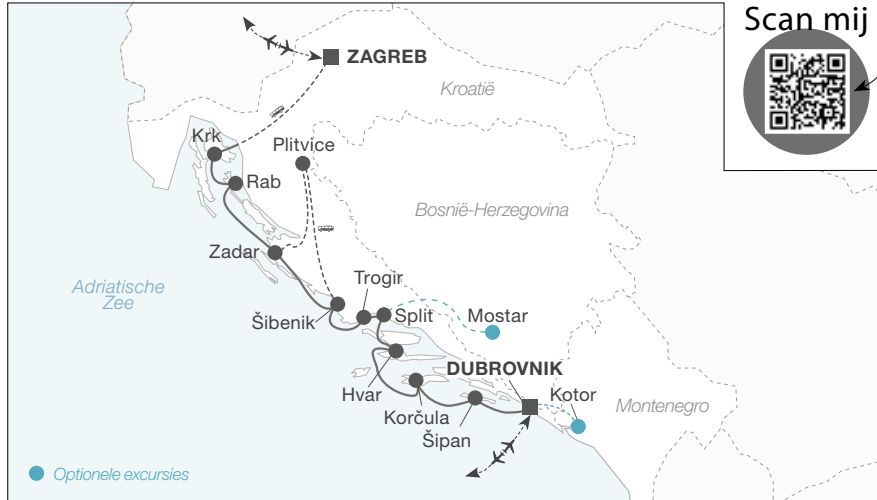 Scan mij
ZAGREB
Kroatië
Krk
Plitvice
Rab
Bosnië-Herzegovina
Zadar
Trogir
Adriatische
Zee
Šibenik
Split
Mostar
DUBROVNIK
Hvar
Kotor
Korčula
Montenegro
Šipan
Optionele excursies